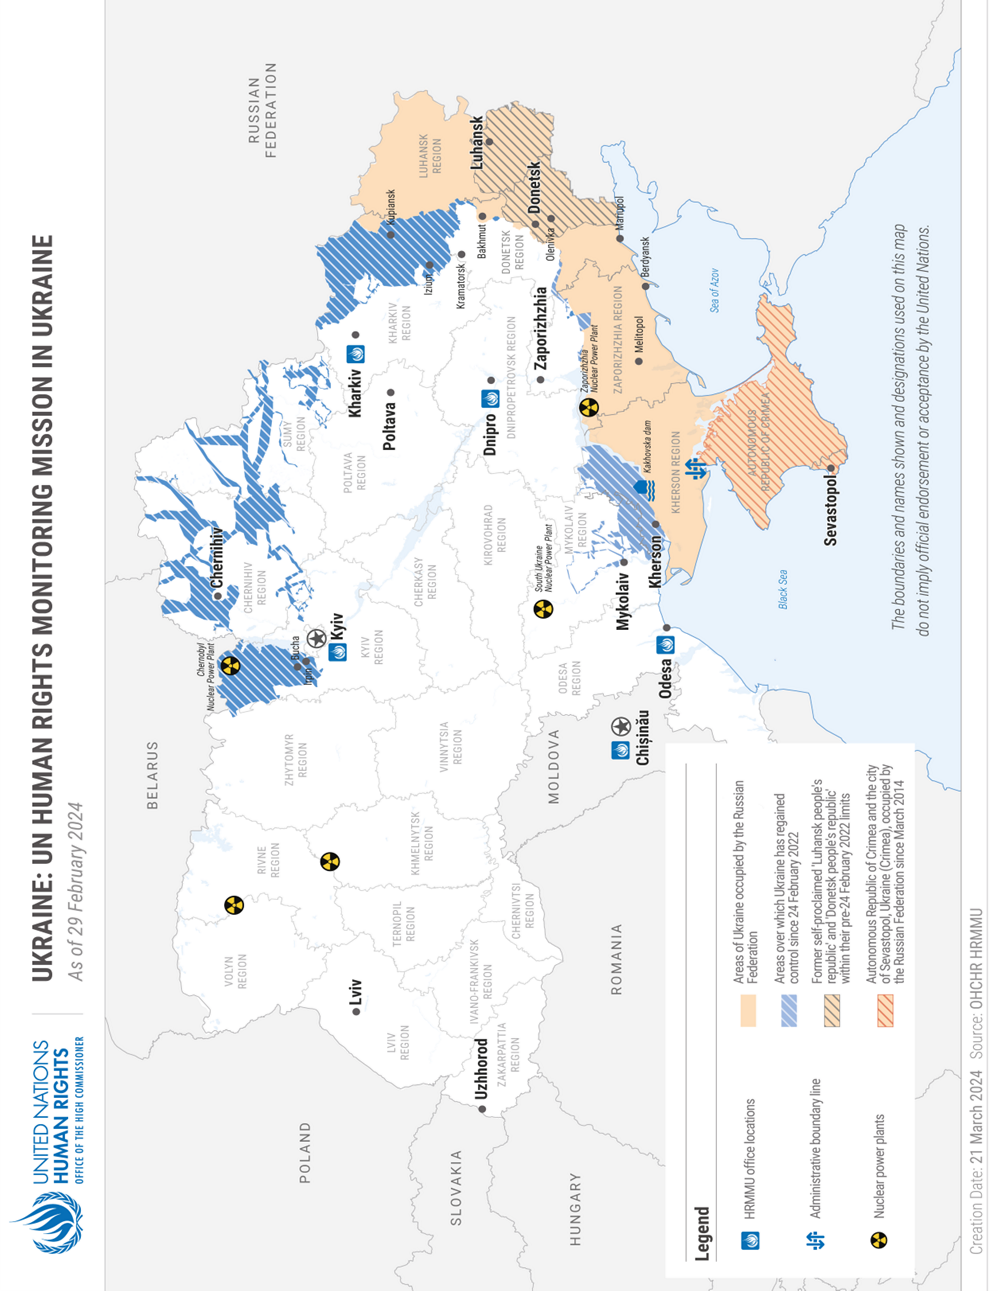 UNITED NATIONS
HUMAN RIGHTS
OFFICE OF THE HIGH COMMISSIONER
UKRAINE: UN HUMAN RIGHTS MONITORING MISSION IN UKRAINE
As of 29 February 2024
BELARUS
RUSSIAN
FEDERATION
POLAND
SLOVAKIA
HUNGARY
ROMANIA
MOLDOVA
VOLYN
REGION
RIVNE
REGION
ZHYTOMYR
REGION
Chernobyl
Nuclear Power Plant
Chernihiv
CHERNIHIV
REGION
SUMY
REGION
Bucha
Irpin
Kyiv
KYIV
REGION
Lviv
LVIV
REGION
TERNOPIL
REGION
KHMELNYTSK
REGION
VINNYTSIA
REGION
CHERKASY
REGION
POLTAVA
REGION
Poltava
Kharkiv
KHARKIV
REGION
Kupiansk
Izium
LUHANSK
REGION
Luhansk
Kramatorsk
Bakhmut
DONETSK
REGION
Donetsk
Olenivka
Mariupol
Berdyansk
Uzhhorod
ZAKARPATTIA
REGION
IVANO-FRANKIVSK
REGION
CHERNIVTSI
REGION
KIROVOHRAD
REGION
Dnipro
DNIPROPETROVSK REGION
Zaporizhzhia
Zaporizhzhia
Nuclear Power Plant
ZAPORIZHZHIA REGION
Melitopol
South Ukraine
Nuclear Power Plant
MYKOLAIV
REGION
Mykolaiv
Kherson
Kakhovska dam
KHERSON REGION
ODESA
REGION
Odesa
Chişinău
AUTONOMOUS
REPUBLIC OF CRIMEA
Sevastopol
Sea of Azov
Black Sea
The boundaries and names shown and designations used on this map
do not imply official endorsement or acceptance by the United Nations.
Legend
HRMMU office locations
Administrative boundary line
Nuclear power plants
Areas of Ukraine occupied by the Russian
Federation
Areas over which Ukraine has regained
control since 24 February 2022
Former self-proclaimed 'Luhansk people's
republic' and 'Donetsk people's republic'
within their pre-24 February 2022 limits
Autonomous Republic of Crimea and the city
of Sevastopol, Ukraine (Crimea), occupied by
the Russian Federation since March 2014
Creation Date: 21 March 2024 Source: OHCHR HRMMU